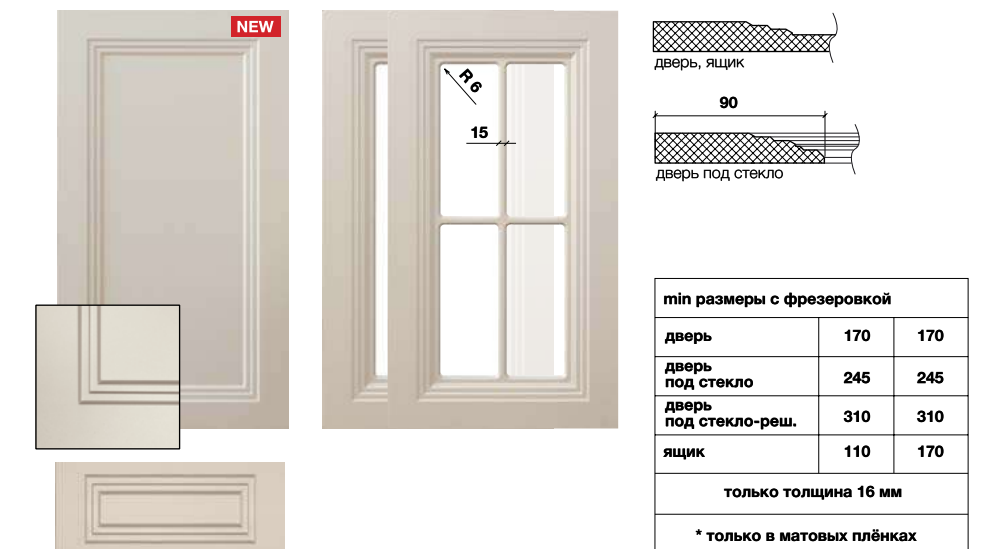 NEW
R 6
15
дверь, ящик
90
дверь под стекло
min размеры с фрезеровкой
дверь 170 170
дверь
под стекло 245 245
дверь
под стекло-реш. 310 310
ящик 110 170
только толщина 16 мм
* только в матовых плёнках